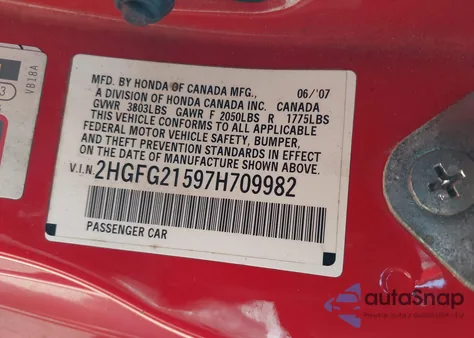 MFD. BY HONDA OF CANADA MFG., 06/'07
A DIVISION OF HONDA CANADA INC. CANADA
GVWR 3803LBS GAWR F 2050LBS R 1775LBS
THIS VEHICLE CONFORMS TO ALL APPLICABLE
FEDERAL MOTOR VEHICLE SAFETY, BUMPER,
AND THEFT PREVENTION STANDARDS IN EFFECT
ON THE DATE OF MANUFACTURE SHOWN ABOVE.
V.I.N. 2HGFG21597H709982
PASSENGER CAR
VB18A
3
autoSnap